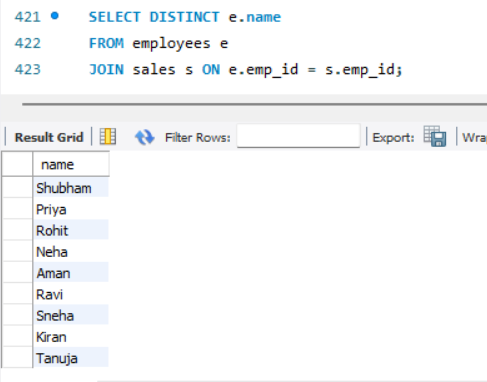 421 SELECT DISTINCT e.name
422 FROM employees e
423 JOIN sales s ON e.emp_id = s.emp_id;
Result Grid Filter Rows: Export: Wra
name
Shubham
Priya
Rohit
Neha
Aman
Ravi
Sneha
Kiran
Tanuja